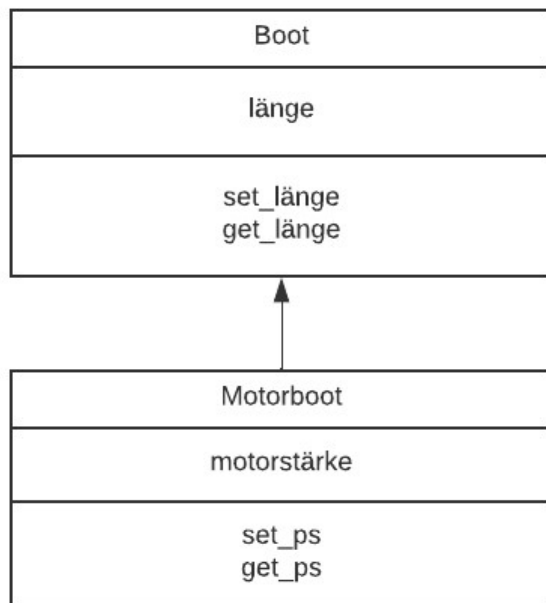 Boot
länge
set_länge
get_länge
Motorboot
motorstärke
set_ps
get_ps